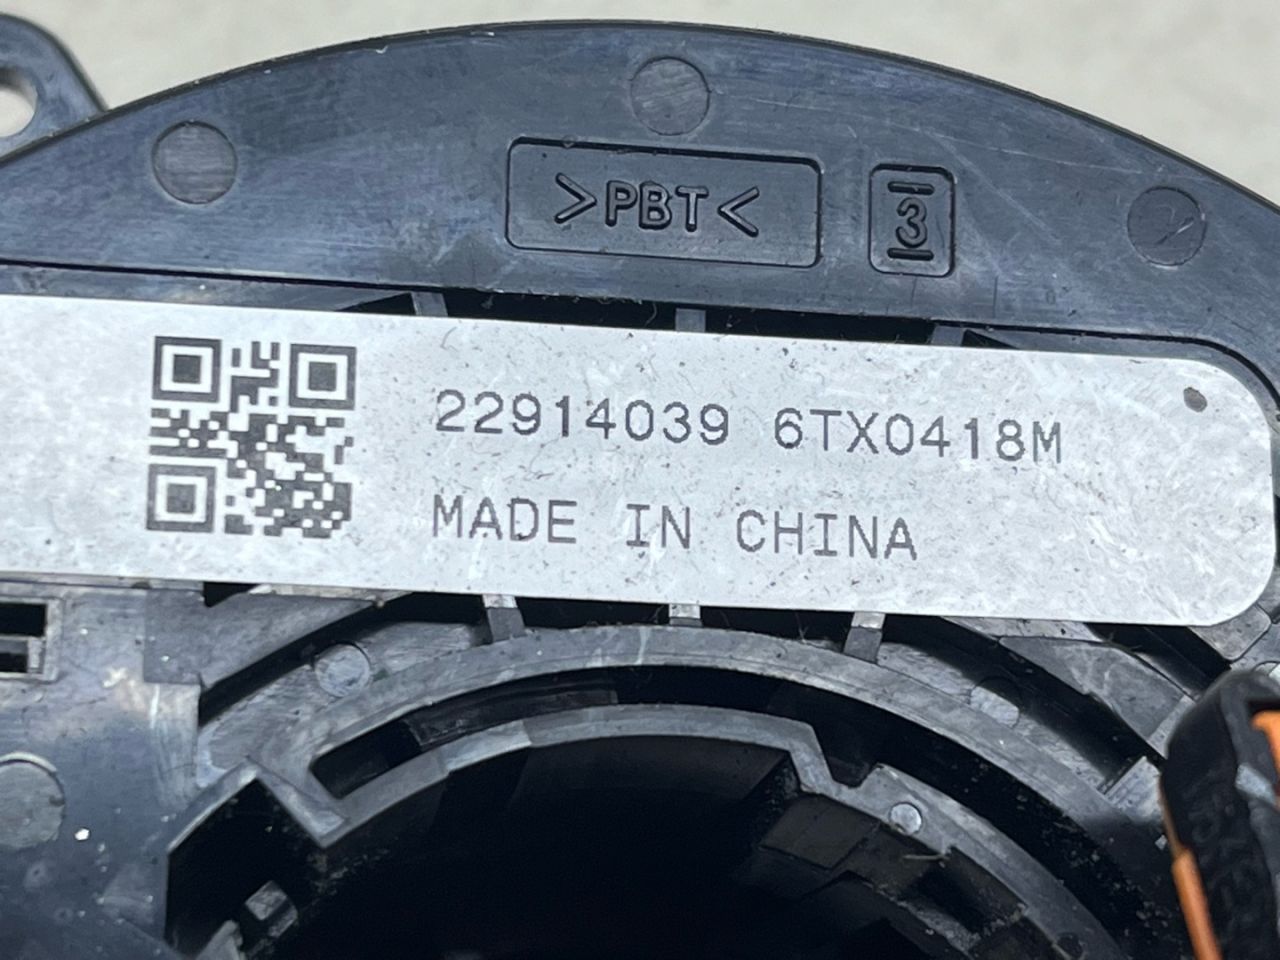 >PBT<
3
22914039 6TX0418M
MADE IN CHINA